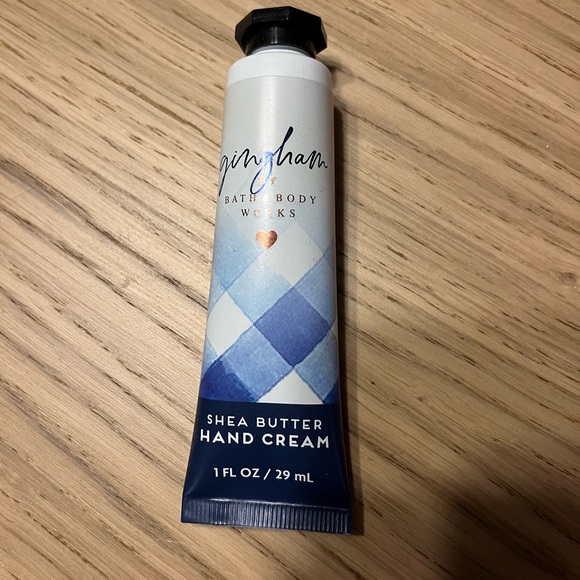 gingham
BATH & BODY
WORKS
SHEA BUTTER
HAND CREAM
1 FL OZ / 29 mL